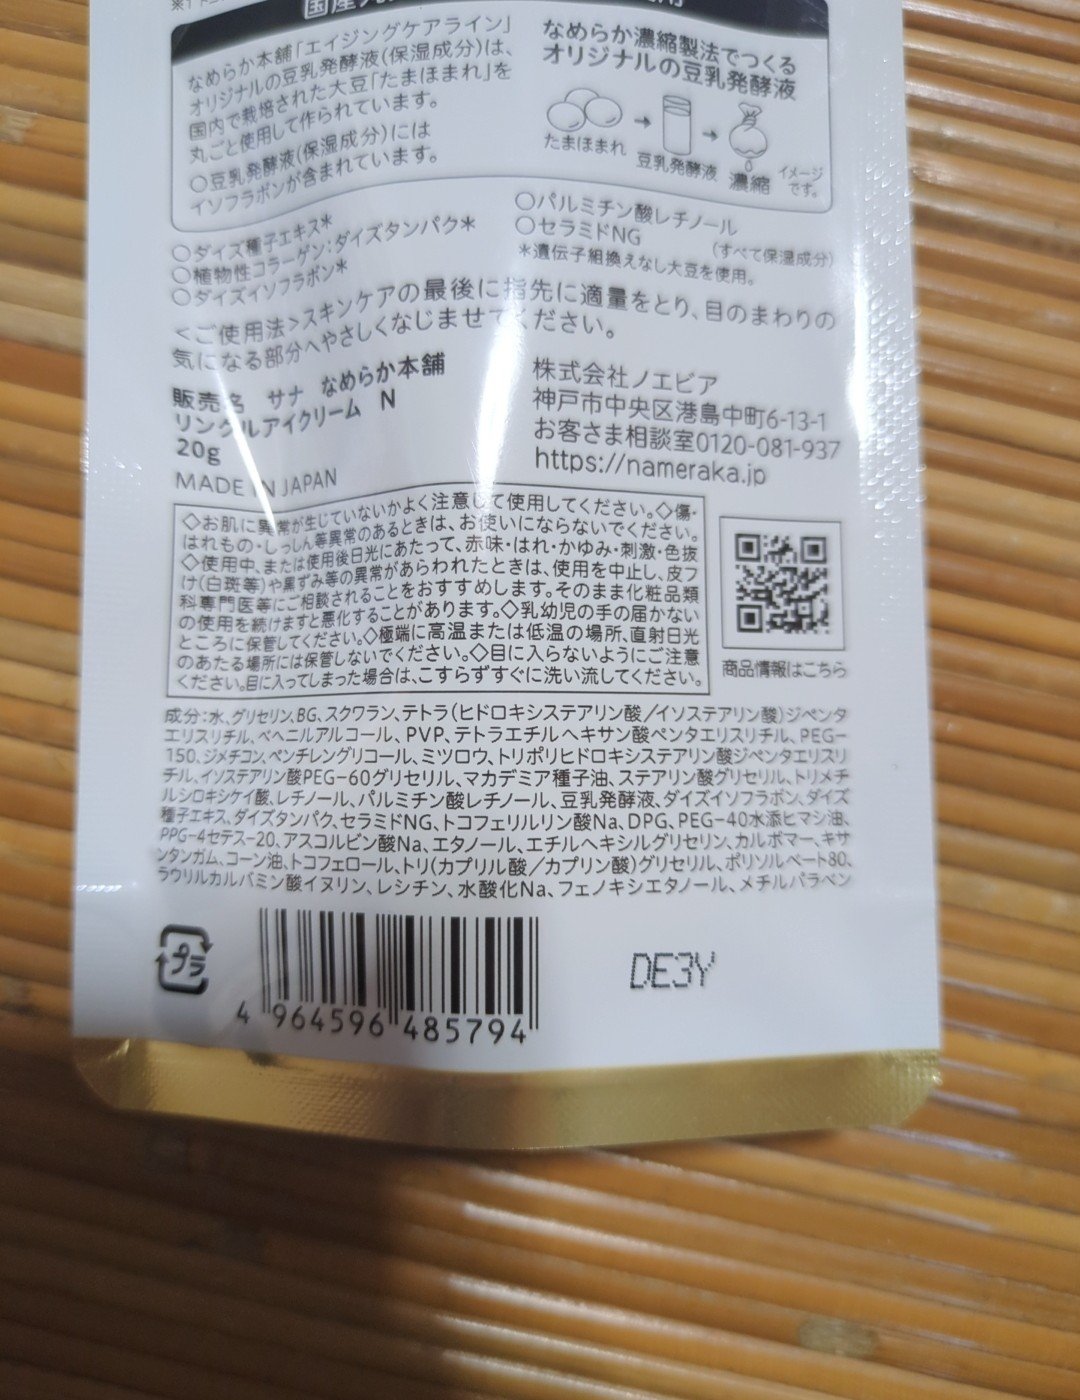 なめらか本舗「エイジングケアライン」
オリジナルの豆乳発酵液(保湿成分)は、
国内で栽培された大豆「たまほまれ」を
丸ごと使用して作られています。
○豆乳発酵液(保湿成分)には
イソフラボンが含まれています。
なめらか濃縮製法でつくる
オリジナルの豆乳発酵液
たまほまれ
豆乳発酵液
濃縮
イメージ
です。
○ダイズ種子エキス*
○植物性コラーゲン:ダイズタンパク*
○ダイズイソフラボン*
○パルミチン酸レチノール
○セラミドNG
(すべて保湿成分)
*遺伝子組換えなし大豆を使用。
<ご使用法>スキンケアの最後に指先に適量をとり、目のまわりの
気になる部分へやさしくなじませてください。
販売名 サナ なめらか本舗
リンクルアイクリーム N
20g
MADE IN JAPAN
株式会社ノエビア
神戸市中央区港島中町6-13-1
お客さま相談室0120-081-937
https://nameraka.jp
◇お肌に異常が生じていないかよく注意して使用してください。◇傷・
はれもの・しっしん等異常のあるときは、お使いにならないでください。
◇使用中、または使用後日光にあたって、赤味・はれ・かゆみ・刺激・色抜
け(白斑等)や黒ずみ等の異常があらわれたときは、使用を中止し、皮フ
科専門医等にご相談されることをおすすめします。そのまま化粧品類
の使用を続けますと悪化することがあります。◇乳幼児の手の届かない
ところに保管してください。◇極端に高温または低温の場所、直射日光
のあたる場所には保管しないでください。◇目に入らないようにご注意
ください。目に入ってしまった場合は、こすらずすぐに洗い流してください。
商品情報はこちら
成分:水、グリセリン、BG、スクワラン、テトラ(ヒドロキシステアリン酸/イソステアリン酸)ジペンタ
エリスリチル、ベヘニルアルコール、PVP、テトラエチルヘキサン酸ペンタエリスリチル、PEG-
150、ジメチコン、ペンチレングリコール、ミツロウ、トリポリヒドロキシステアリン酸ジペンタエリスリ
チル、イソステアリン酸PEG-60グリセリル、マカデミア種子油、ステアリン酸グリセリル、トリメチ
ルシロキシケイ酸、レチノール、パルミチン酸レチノール、豆乳発酵液、ダイズイソフラボン、ダイズ
種子エキス、ダイズタンパク、セラミドNG、トコフェリルリン酸Na、DPG、PEG-40水添ヒマシ油、
PPG-4セテス-20、アスコルビン酸Na、エタノール、エチルヘキシルグリセリン、カルボマー、キサ
ンタンガム、コーン油、トコフェロール、トリ(カプリル酸/カプリン酸)グリセリル、ポリソルベート80、
ラウリルカルバミン酸イヌリン、レシチン、水酸化Na、フェノキシエタノール、メチルパラベン
プラ
4 964596 485794
DE3Y